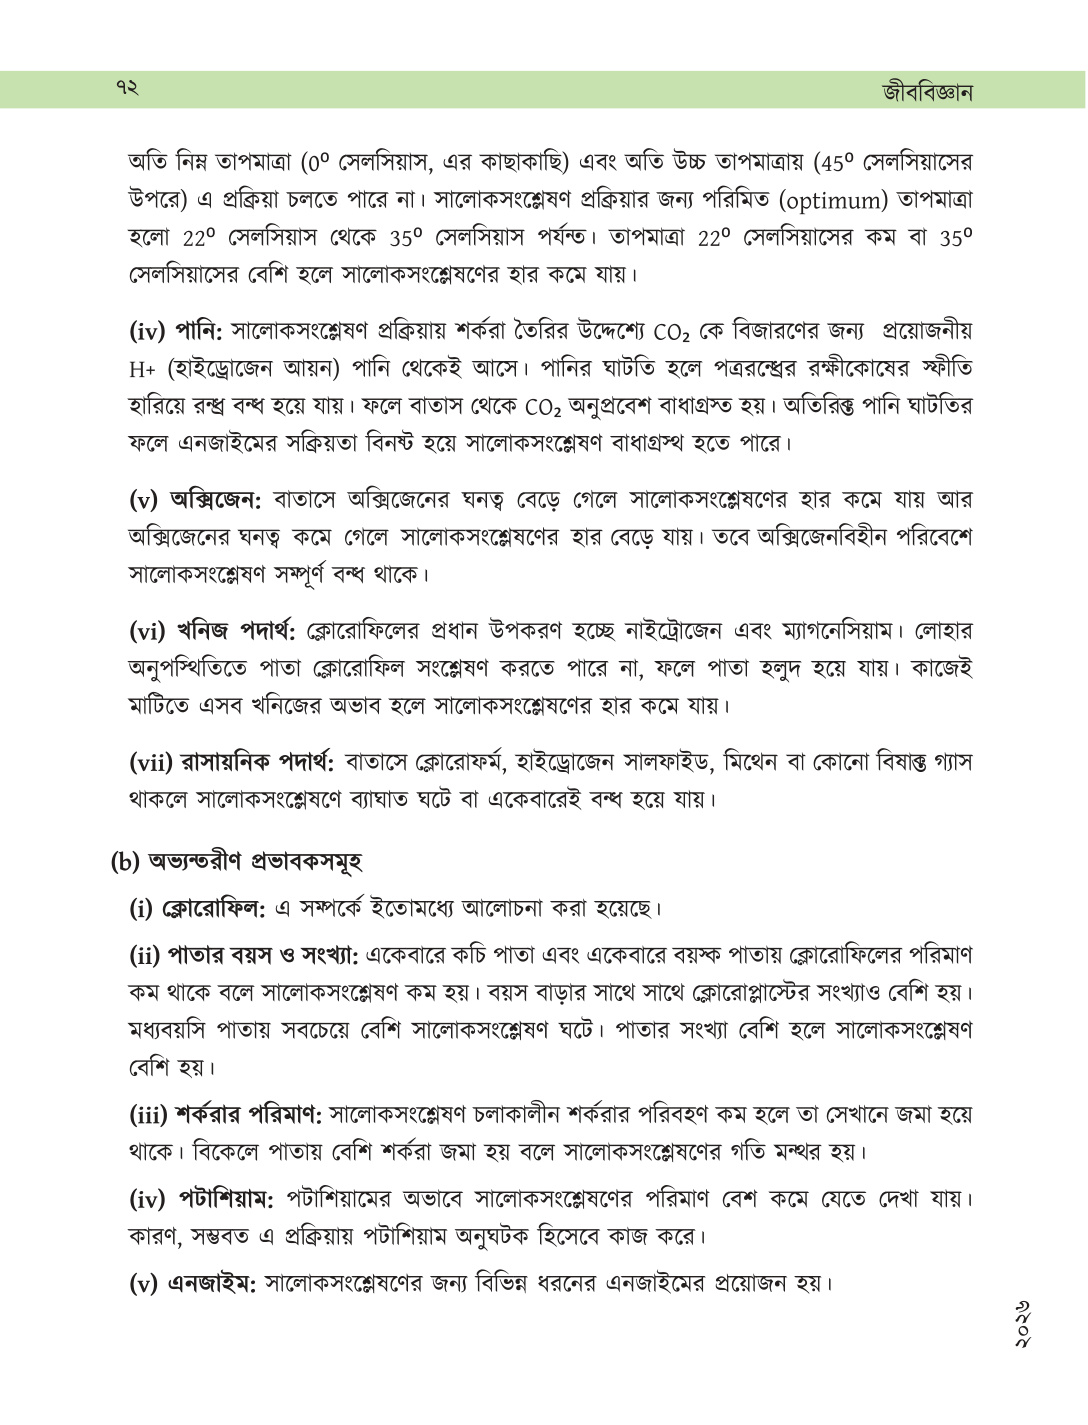 ৭২
জীববিজ্ঞান
অতি নিম্ন তাপমাত্রা (0⁰ সেলসিয়াস, এর কাছাকাছি) এবং অতি উচ্চ তাপমাত্রায় (45⁰ সেলসিয়াসের
উপরে) এ প্রক্রিয়া চলতে পারে না। সালোকসংশ্লেষণ প্রক্রিয়ার জন্য পরিমিত (optimum) তাপমাত্রা
হলো 22⁰ সেলসিয়াস থেকে 35⁰ সেলসিয়াস পর্যন্ত। তাপমাত্রা 22⁰ সেলসিয়াসের কম বা 35⁰
সেলসিয়াসের বেশি হলে সালোকসংশ্লেষণের হার কমে যায়।
(iv) পানি: সালোকসংশ্লেষণ প্রক্রিয়ায় শর্করা তৈরির উদ্দেশ্যে CO₂ কে বিজারণের জন্য প্রয়োজনীয়
H+ (হাইড্রোজেন আয়ন) পানি থেকেই আসে। পানির ঘাটতি হলে পত্ররন্ধ্রের রক্ষীকোষের স্ফীতি
হারিয়ে রন্ধ্র বন্ধ হয়ে যায়। ফলে বাতাস থেকে CO₂ অনুপ্রবেশ বাধাগ্রস্ত হয়। অতিরিক্ত পানি ঘাটতির
ফলে এনজাইমের সক্রিয়তা বিনষ্ট হয়ে সালোকসংশ্লেষণ বাধাগ্রস্থ হতে পারে।
(v) অক্সিজেন: বাতাসে অক্সিজেনের ঘনত্ব বেড়ে গেলে সালোকসংশ্লেষণের হার কমে যায় আর
অক্সিজেনের ঘনত্ব কমে গেলে সালোকসংশ্লেষণের হার বেড়ে যায়। তবে অক্সিজেনবিহীন পরিবেশে
সালোকসংশ্লেষণ সম্পূর্ণ বন্ধ থাকে।
(vi) খনিজ পদার্থ: ক্লোরোফিলের প্রধান উপকরণ হচ্ছে নাইট্রোজেন এবং ম্যাগনেসিয়াম। লোহার
অনুপস্থিতিতে পাতা ক্লোরোফিল সংশ্লেষণ করতে পারে না, ফলে পাতা হলুদ হয়ে যায়। কাজেই
মাটিতে এসব খনিজের অভাব হলে সালোকসংশ্লেষণের হার কমে যায়।
(vii) রাসায়নিক পদার্থ: বাতাসে ক্লোরোফর্ম, হাইড্রোজেন সালফাইড, মিথেন বা কোনো বিষাক্ত গ্যাস
থাকলে সালোকসংশ্লেষণে ব্যাঘাত ঘটে বা একেবারেই বন্ধ হয়ে যায়।
(b) অভ্যন্তরীণ প্রভাবকসমূহ
(i) ক্লোরোফিল: এ সম্পর্কে ইতোমধ্যে আলোচনা করা হয়েছে।
(ii) পাতার বয়স ও সংখ্যা: একেবারে কচি পাতা এবং একেবারে বয়স্ক পাতায় ক্লোরোফিলের পরিমাণ
কম থাকে বলে সালোকসংশ্লেষণ কম হয়। বয়স বাড়ার সাথে সাথে ক্লোরোপ্লাস্টের সংখ্যাও বেশি হয়।
মধ্যবয়সি পাতায় সবচেয়ে বেশি সালোকসংশ্লেষণ ঘটে। পাতার সংখ্যা বেশি হলে সালোকসংশ্লেষণ
বেশি হয়।
(iii) শর্করার পরিমাণ: সালোকসংশ্লেষণ চলাকালীন শর্করার পরিবহণ কম হলে তা সেখানে জমা হয়ে
থাকে। বিকেলে পাতায় বেশি শর্করা জমা হয় বলে সালোকসংশ্লেষণের গতি মন্থর হয়।
(iv) পটাশিয়াম: পটাশিয়ামের অভাবে সালোকসংশ্লেষণের পরিমাণ বেশ কমে যেতে দেখা যায়।
কারণ, সম্ভবত এ প্রক্রিয়ায় পটাশিয়াম অনুঘটক হিসেবে কাজ করে।
(v) এনজাইম: সালোকসংশ্লেষণের জন্য বিভিন্ন ধরনের এনজাইমের প্রয়োজন হয়।
২০২৬